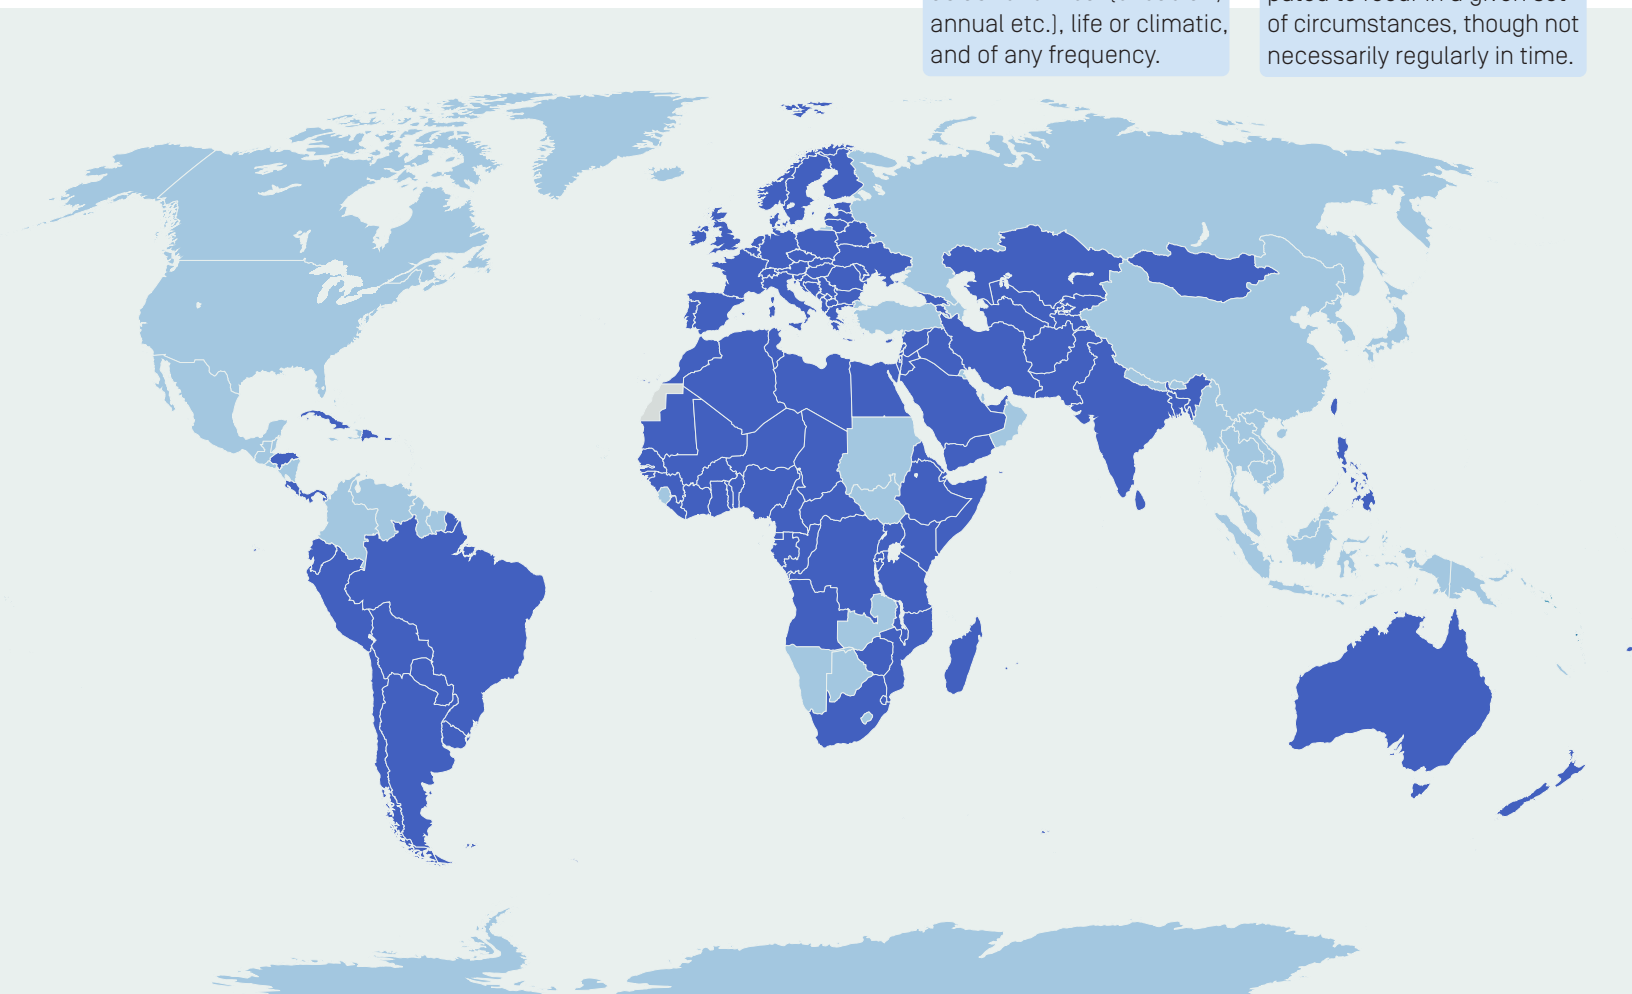 annual etc.), life or climatic,
and of any frequency.
of circumstances, though not
necessarily regularly in time.